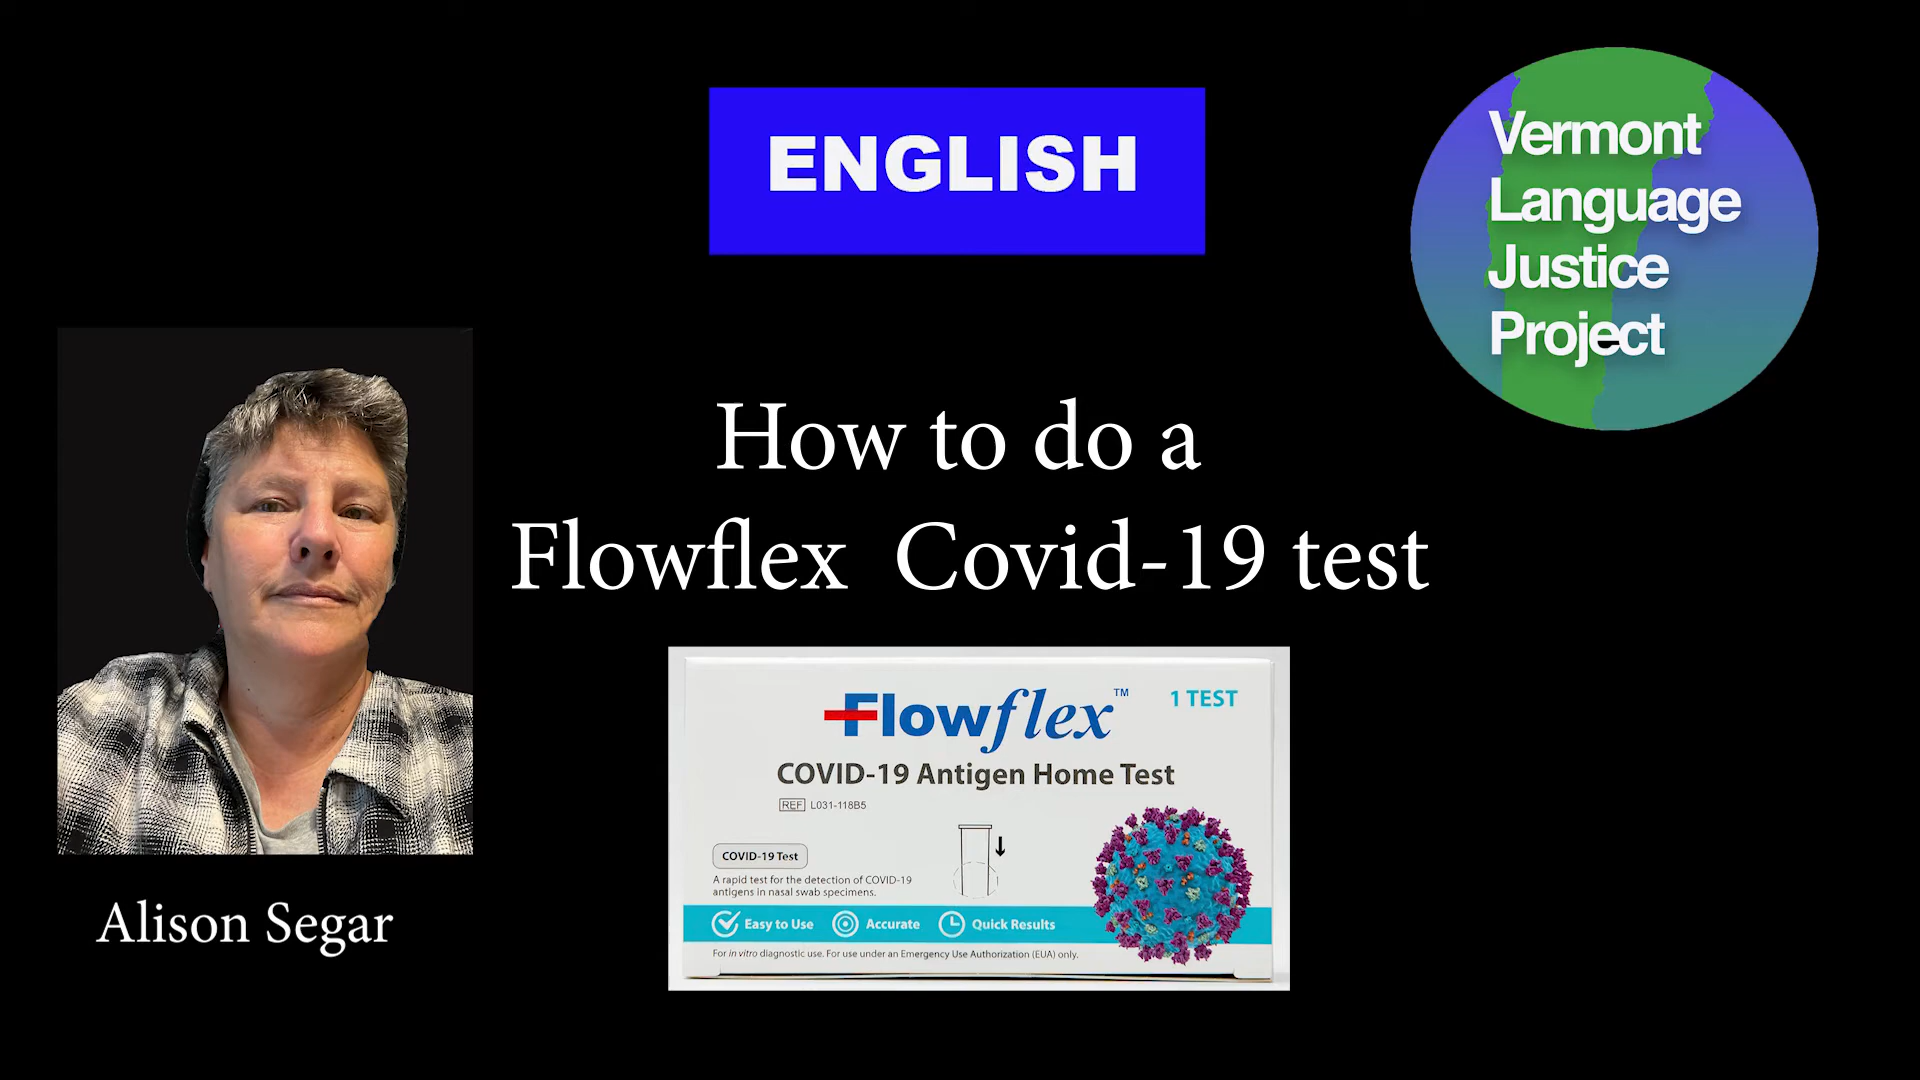 ENGLISH
Vermont
Language
Justice
Project
How to do a
Flowflex Covid-19 test
Alison Segar
Flowflex™
1 TEST
COVID-19 Antigen Home Test
REF L031-118B5
COVID-19 Test
A rapid test for the detection of COVID-19
antigens in nasal swab specimens.
Easy to Use
Accurate
Quick Results
For in vitro diagnostic use. For use under an Emergency Use Authorization (EUA) only.